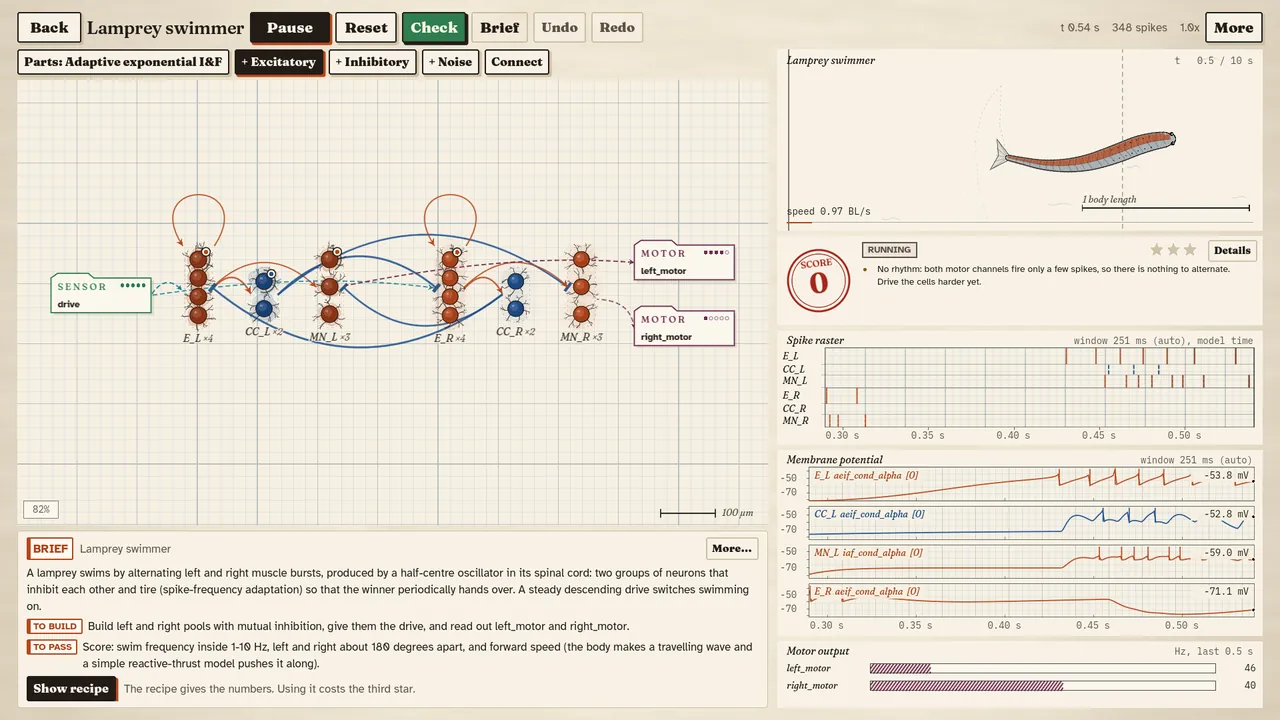 Back Lamprey swimmer Pause Reset Check Brief Undo Redo t 0.54 s 348 spikes 1.0x More
Parts: Adaptive exponential I&F + Excitatory + Inhibitory + Noise Connect
SENSOR
drive
E_L ×4
CC_L ×2
MN_L ×3
E_R ×4
CC_R ×2
MN_R ×3
MOTOR
left_motor
MOTOR
right_motor
82%
100 μm
BRIEF Lamprey swimmer More...
A lamprey swims by alternating left and right muscle bursts, produced by a half-centre oscillator in its spinal cord: two groups of neurons that
inhibit each other and tire (spike-frequency adaptation) so that the winner periodically hands over. A steady descending drive switches swimming
on.
TO BUILD Build left and right pools with mutual inhibition, give them the drive, and read out left_motor and right_motor.
TO PASS Score: swim frequency inside 1-10 Hz, left and right about 180 degrees apart, and forward speed (the body makes a travelling wave and
a simple reactive-thrust model pushes it along).
Show recipe The recipe gives the numbers. Using it costs the third star.
Lamprey swimmer t 0.5 / 10 s
1 body length
speed 0.97 BL/s
SCORE
0
RUNNING Details
No rhythm: both motor channels fire only a few spikes, so there is nothing to alternate.
Drive the cells harder yet.
Spike raster window 251 ms (auto), model time
E_L
CC_L
MN_L
E_R
CC_R
MN_R
0.30 s 0.35 s 0.40 s 0.45 s 0.50 s
Membrane potential window 251 ms (auto)
-50 E_L aeif_cond_alpha [0] -53.8 mV
-70
-50 CC_L aeif_cond_alpha [0] -52.8 mV
-70
-50 MN_L iaf_cond_alpha [0] -59.0 mV
-70
-50 E_R aeif_cond_alpha [0] -71.1 mV
-70
0.30 s 0.35 s 0.40 s 0.45 s 0.50 s
Motor output Hz, last 0.5 s
left_motor 46
right_motor 40